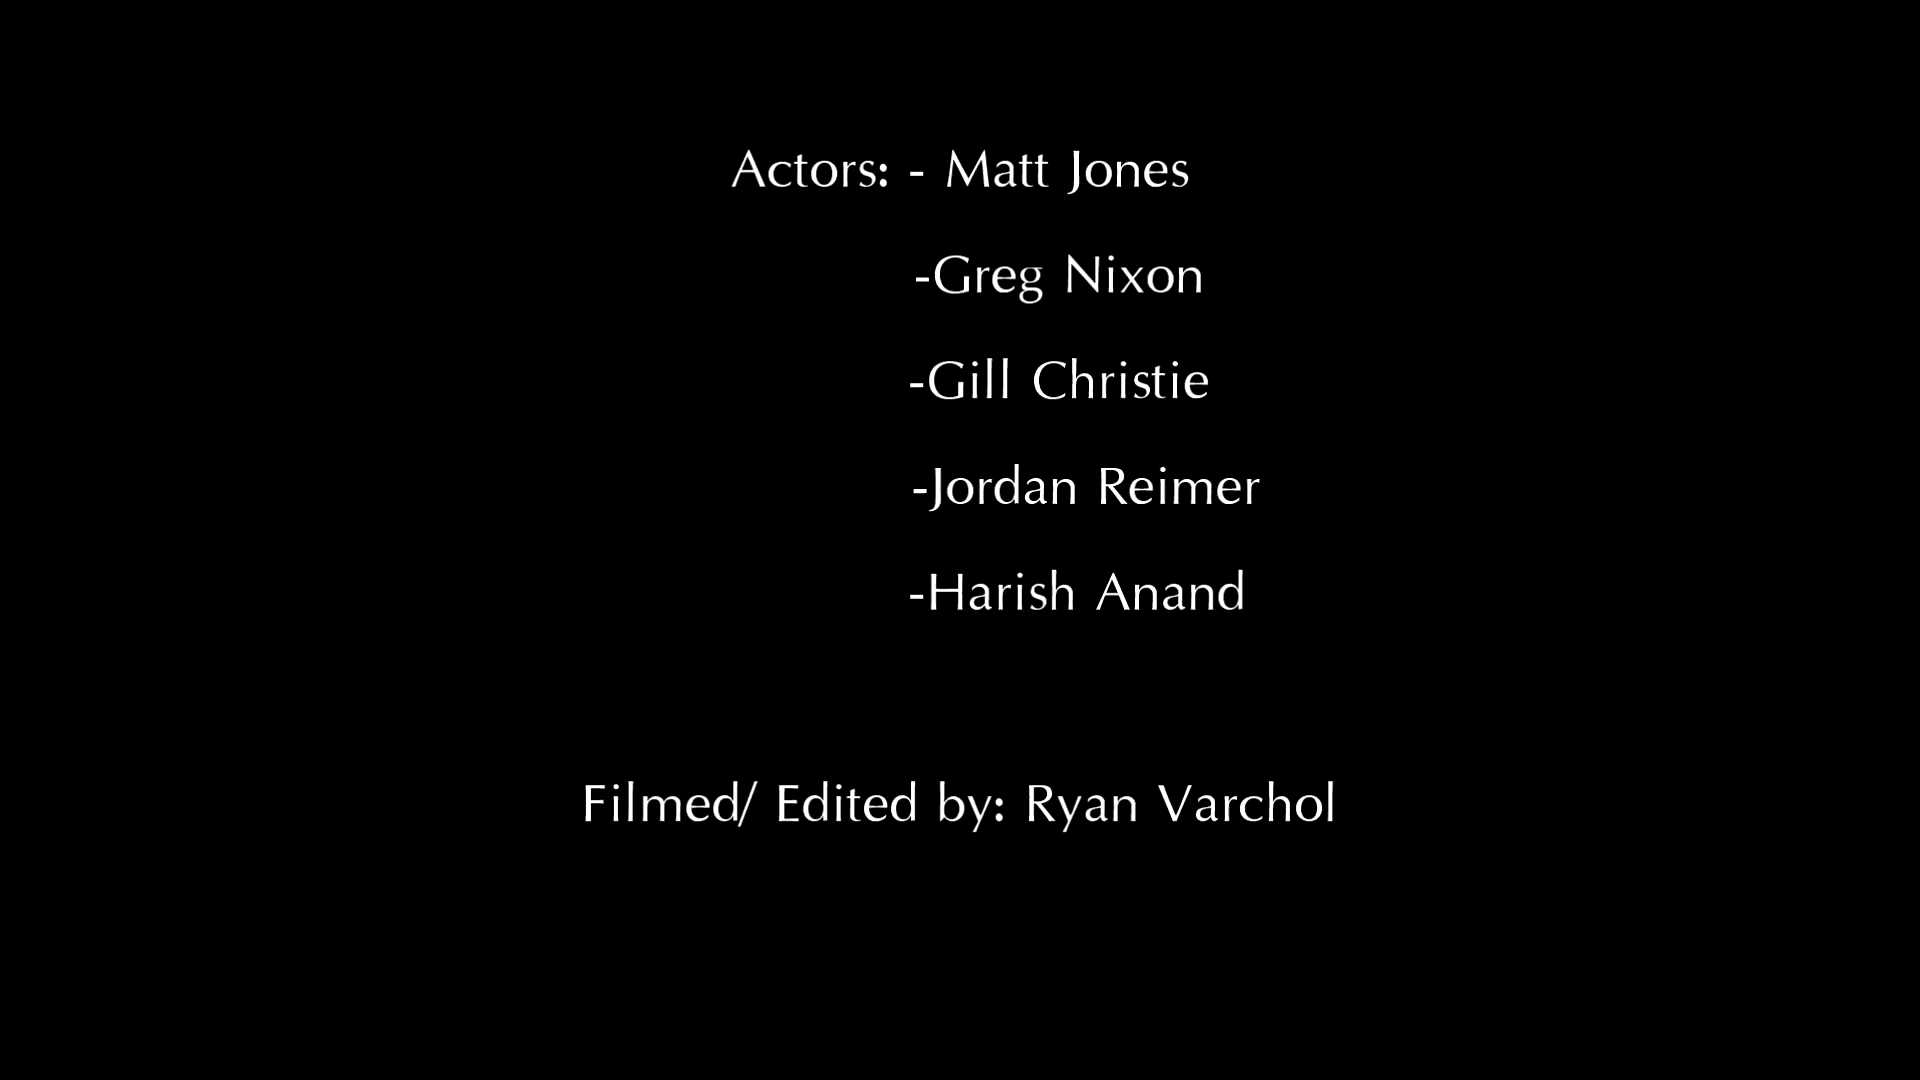 Actors: - Matt Jones
-Greg Nixon
-Gill Christie
-Jordan Reimer
-Harish Anand
Filmed/ Edited by: Ryan Varchol